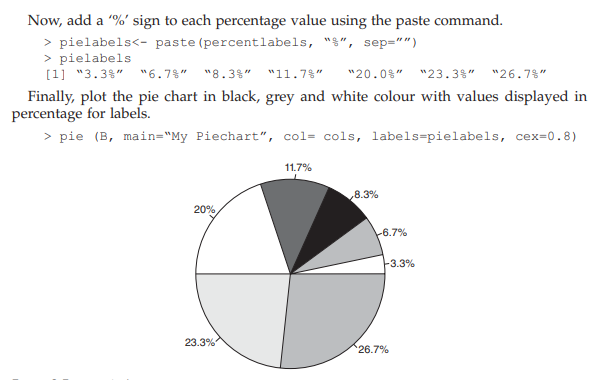 Now, add a ‘%’ sign to each percentage value using the paste command.
> pielabels<- paste(percentlabels, “%”, sep=””)
> pielabels
[1] “3.3%” “6.7%” “8.3%” “11.7%” “20.0%” “23.3%” “26.7%”
Finally, plot the pie chart in black, grey and white colour with values displayed in
percentage for labels.
> pie (B, main=“My Piechart”, col= cols, labels=pielabels, cex=0.8)
11.7%
8.3%
20%
6.7%
3.3%
23.3%
26.7%